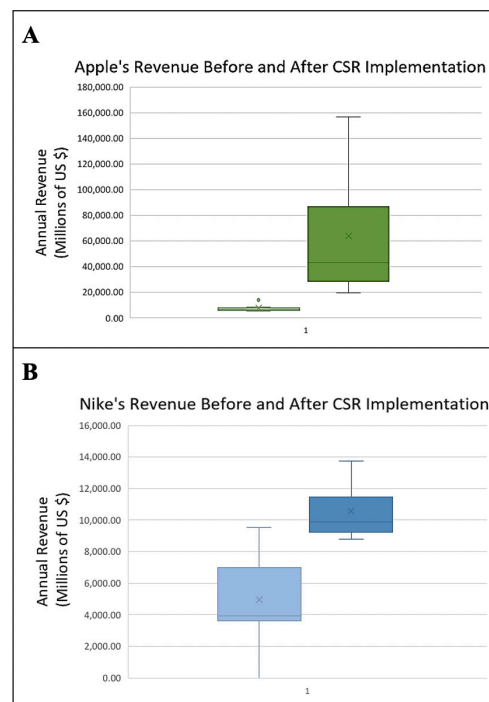 A
Apple's Revenue Before and After CSR Implementation
Annual Revenue
(Millions of US $)
180,000.00
160,000.00
140,000.00
120,000.00
100,000.00
80,000.00
60,000.00
40,000.00
20,000.00
0.00
1
B
Nike's Revenue Before and After CSR Implementation
Annual Revenue
(Millions of US $)
16,000.00
14,000.00
12,000.00
10,000.00
8,000.00
6,000.00
4,000.00
2,000.00
0.00
1